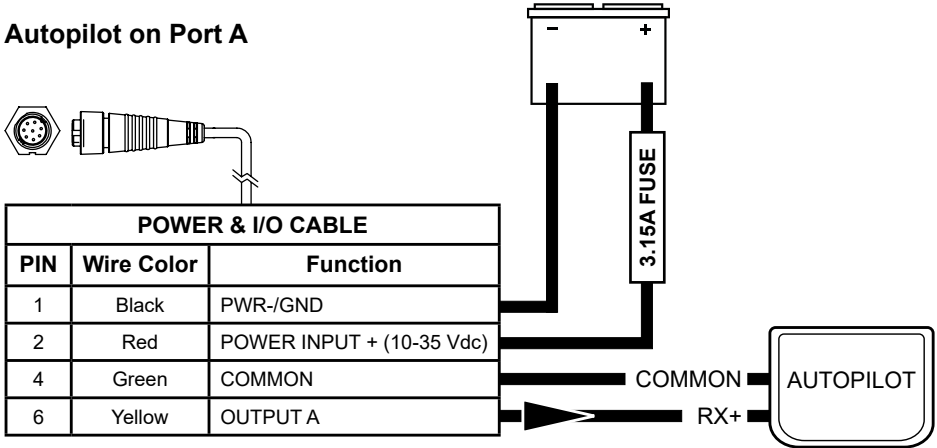 Autopilot on Port A
- +
3.15A FUSE
POWER & I/O CABLE
PIN Wire Color Function
1 Black PWR-/GND
2 Red POWER INPUT + (10-35 Vdc)
4 Green COMMON COMMON AUTOPILOT
6 Yellow OUTPUT A RX+